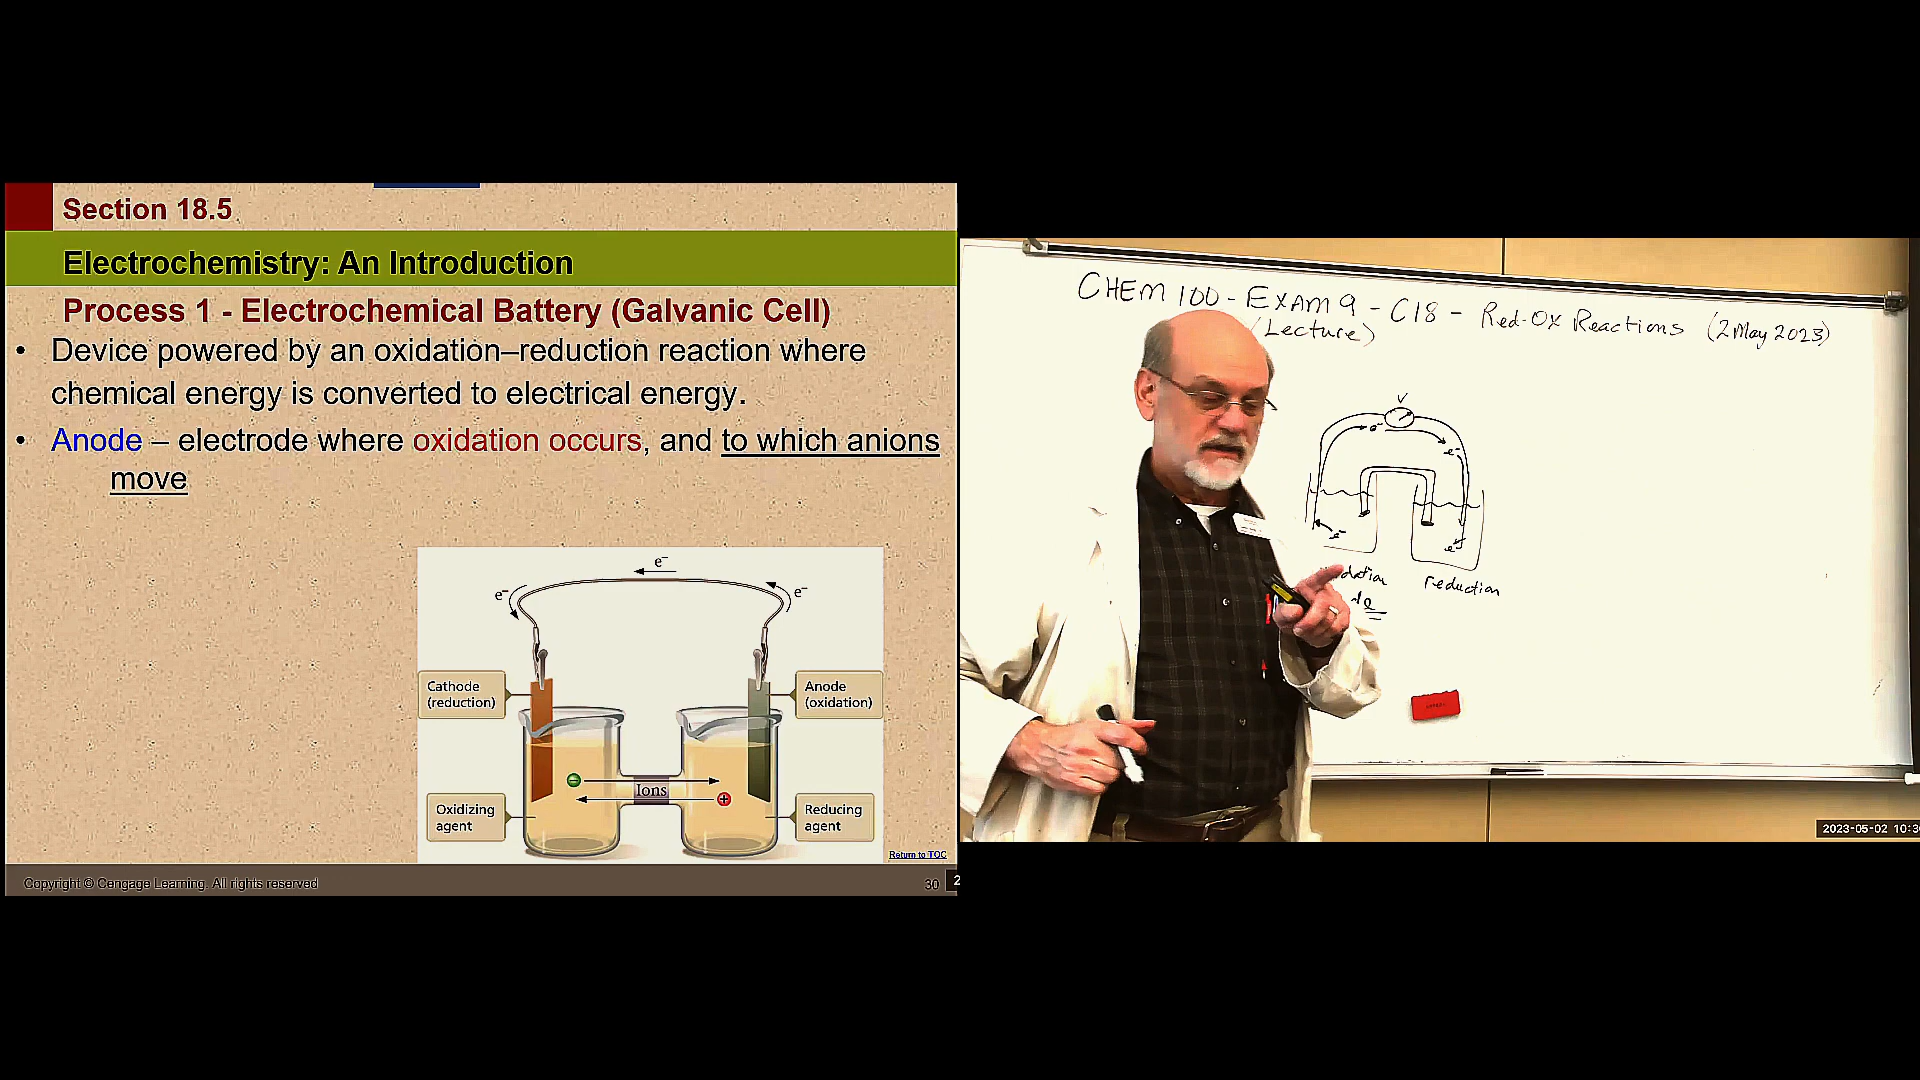 Section 18.5
Electrochemistry: An Introduction
Process 1 - Electrochemical Battery (Galvanic Cell)
• Device powered by an oxidation–reduction reaction where
chemical energy is converted to electrical energy.
• Anode – electrode where oxidation occurs, and to which anions
move
e⁻
e⁻
e⁻
Cathode
(reduction)
Anode
(oxidation)
Ions
Oxidizing
agent
Reducing
agent
Return to TOC
Copyright © Cengage Learning. All rights reserved
30
2
CHEM 100 - EXAM 9 - C18 - Red-Ox Reactions (2 May 2023)
(Lecture)
V
e⁻
e⁻
e⁻
e⁻
reduction
2023-05-02 10:3